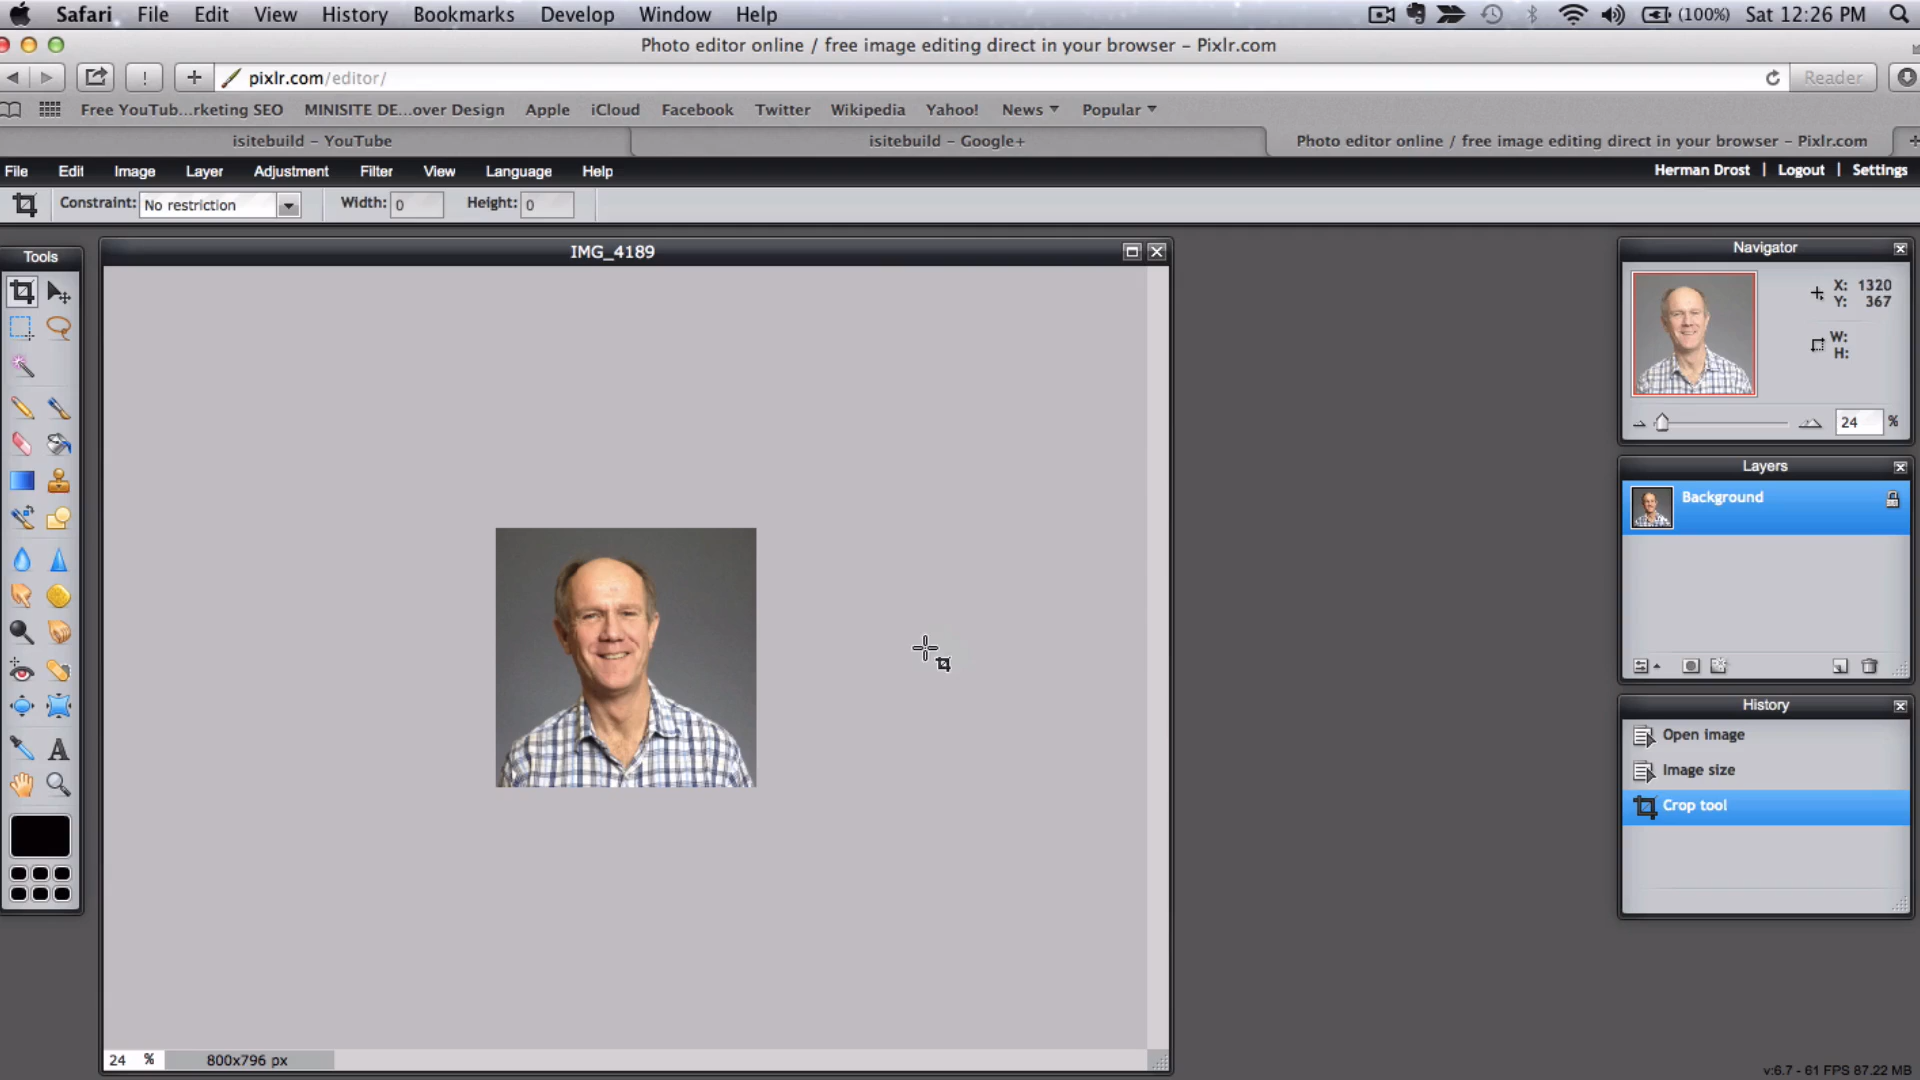 Safari File Edit View History Bookmarks Develop Window Help (100%) Sat 12:26 PM
Photo editor online / free image editing direct in your browser – Pixlr.com
pixlr.com/editor/ Reader
Free YouTub...rketing SEO MINISITE DE...over Design Apple iCloud Facebook Twitter Wikipedia Yahoo! News Popular
isitebuild – YouTube isitebuild – Google+ Photo editor online / free image editing direct in your browser – Pixlr.com
File Edit Image Layer Adjustment Filter View Language Help Herman Drost | Logout | Settings
Constraint: No restriction Width: 0 Height: 0
Tools
IMG_4189
Navigator
X: 1320
Y: 367
W:
H:
24 %
Layers
Background
History
Open image
Image size
Crop tool
A
24 % 800x796 px
v:6.7 - 61 FPS 87.22 MB